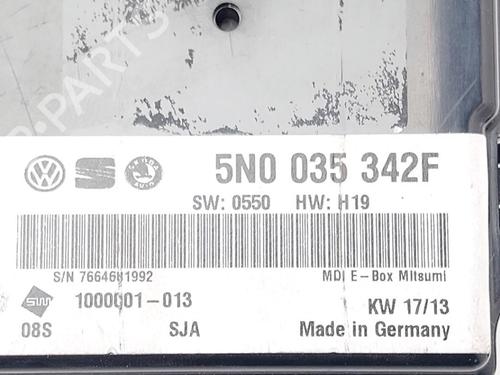 5N0 035 342F
SW: 0550 HW: H19
S/N 7664681992
MDI E-Box Mitsumi
1000001-013
KW 17/13
08S SJA Made in Germany